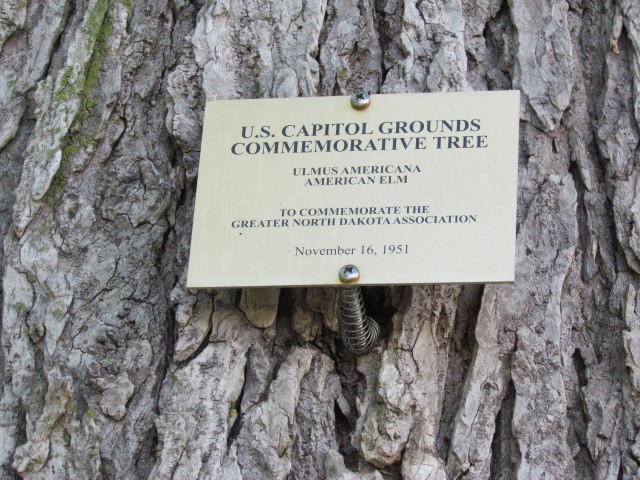 U.S. CAPITOL GROUNDS
COMMEMORATIVE TREE
ULMUS AMERICANA
AMERICAN ELM
TO COMMEMORATE THE
GREATER NORTH DAKOTA ASSOCIATION
November 16, 1951